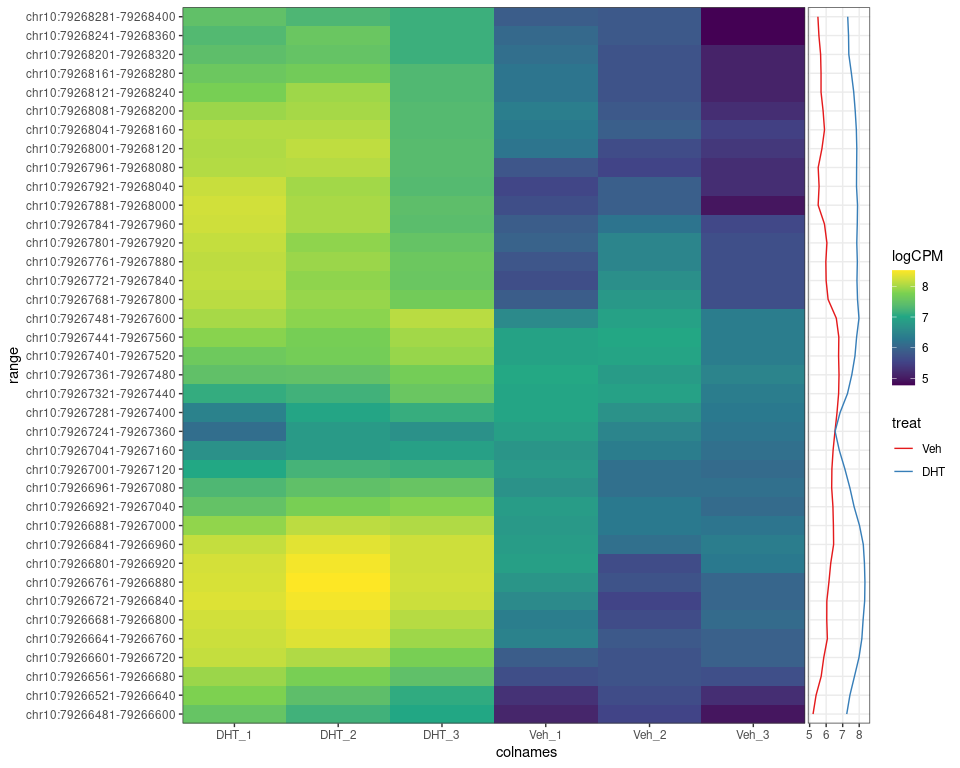 chr10:79268281-79268400
chr10:79268241-79268360
chr10:79268201-79268320
chr10:79268161-79268280
chr10:79268121-79268240
chr10:79268081-79268200
chr10:79268041-79268160
chr10:79268001-79268120
chr10:79267961-79268080
chr10:79267921-79268040
chr10:79267881-79268000
chr10:79267841-79267960
chr10:79267801-79267920
chr10:79267761-79267880
chr10:79267721-79267840
chr10:79267681-79267800
chr10:79267481-79267600
chr10:79267441-79267560
chr10:79267401-79267520
chr10:79267361-79267480
chr10:79267321-79267440
chr10:79267281-79267400
chr10:79267241-79267360
chr10:79267041-79267160
chr10:79267001-79267120
chr10:79266961-79267080
chr10:79266921-79267040
chr10:79266881-79267000
chr10:79266841-79266960
chr10:79266801-79266920
chr10:79266761-79266880
chr10:79266721-79266840
chr10:79266681-79266800
chr10:79266641-79266760
chr10:79266601-79266720
chr10:79266561-79266680
chr10:79266521-79266640
chr10:79266481-79266600
range
DHT_1 DHT_2 DHT_3 Veh_1 Veh_2 Veh_3
colnames
5 6 7 8
logCPM
8
7
6
5
treat
Veh
DHT